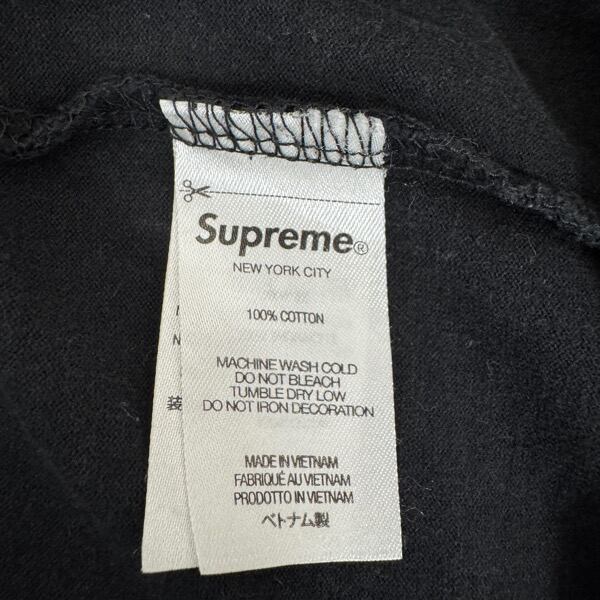 Supreme®
NEW YORK CITY
100% COTTON
MACHINE WASH COLD
DO NOT BLEACH
TUMBLE DRY LOW
DO NOT IRON DECORATION
装
MADE IN VIETNAM
FABRIQUÉ AU VIETNAM
PRODOTTO IN VIETNAM
ベトナム製